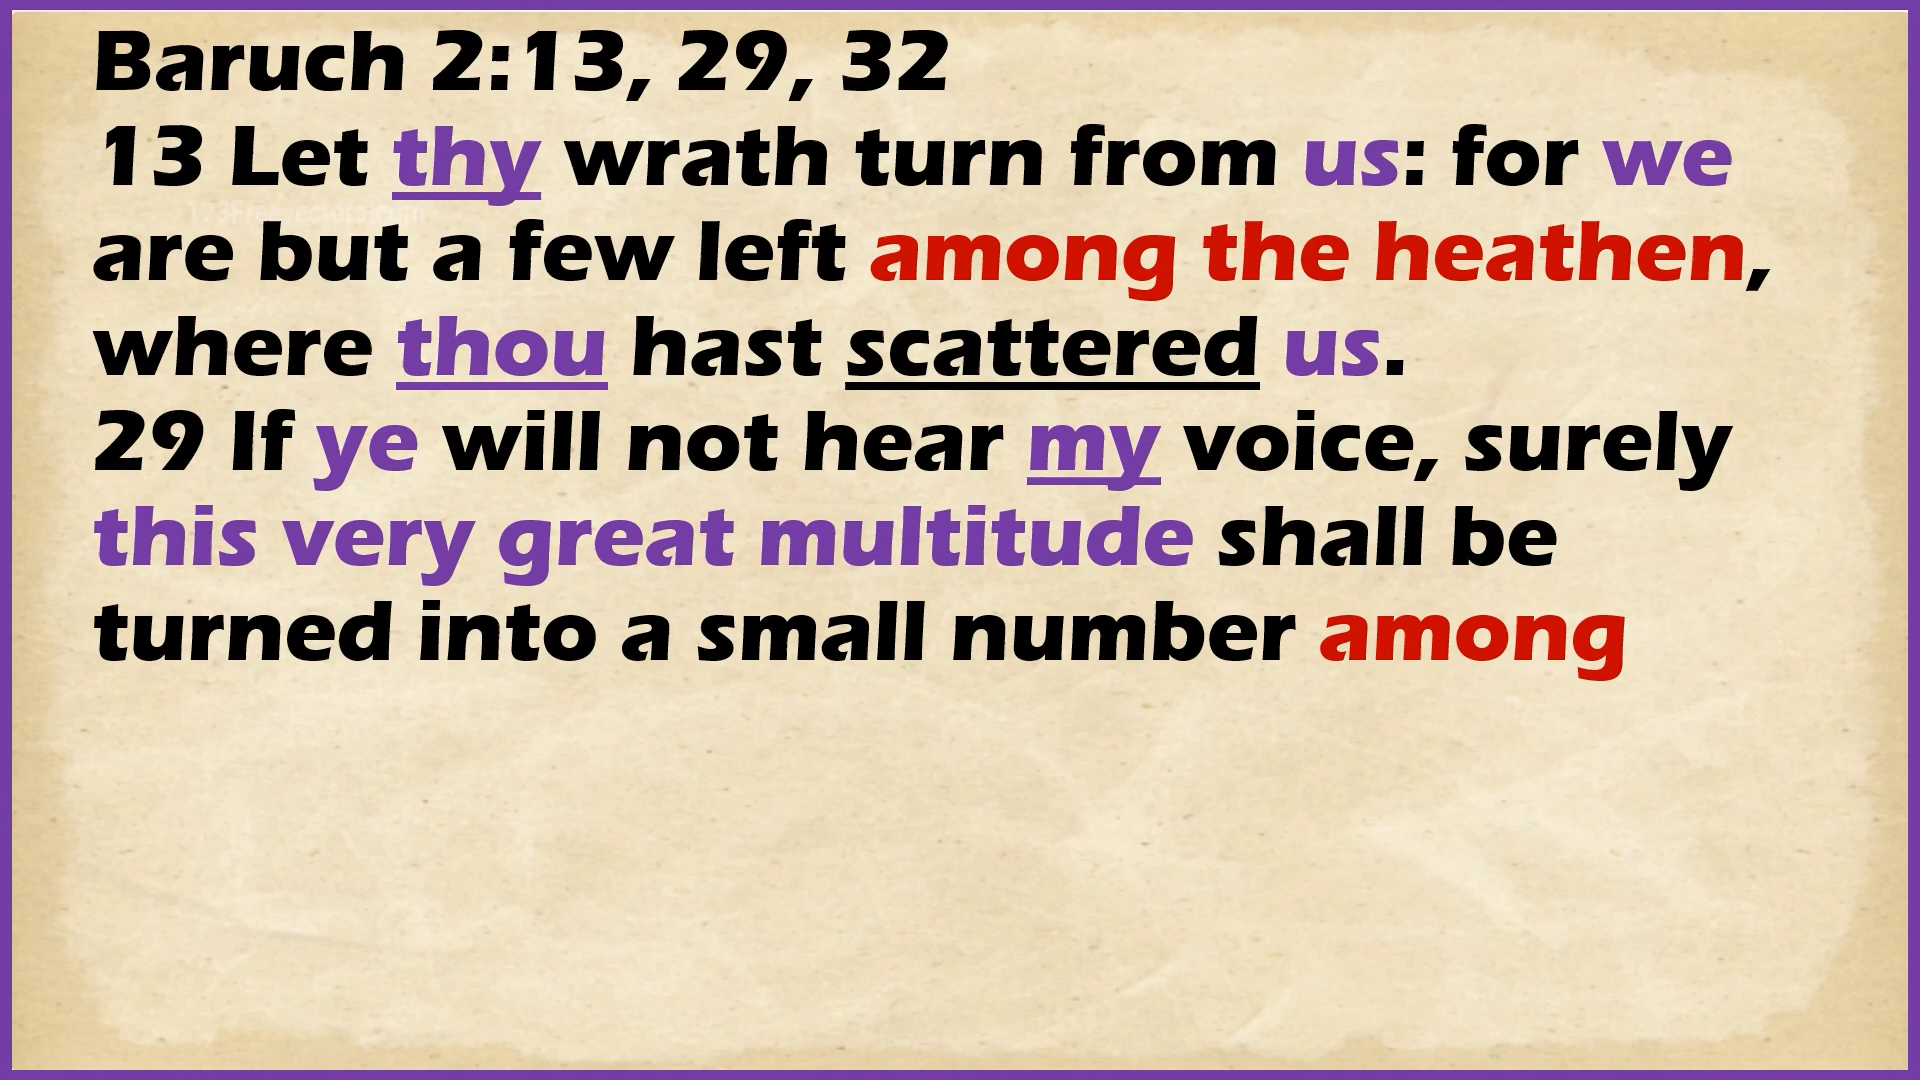 Baruch 2:13, 29, 32
13 Let thy wrath turn from us: for we
are but a few left among the heathen,
where thou hast scattered us.
29 If ye will not hear my voice, surely
this very great multitude shall be
turned into a small number among